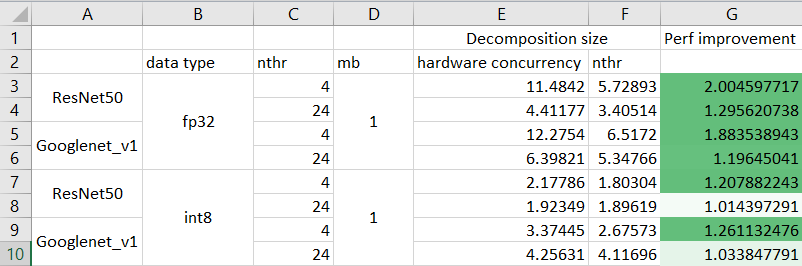 A B C D E F G
1 Decomposition size Perf improvement
2 data type nthr mb hardware concurrency nthr
3 ResNet50 fp32 4 1 11.4842 5.72893 2.004597717
4 24 4.41177 3.40514 1.295620738
5 Googlenet_v1 4 12.2754 6.5172 1.883538943
6 24 6.39821 5.34766 1.19645041
7 ResNet50 int8 4 1 2.17786 1.80304 1.207882243
8 24 1.92349 1.89619 1.014397291
9 Googlenet_v1 4 3.37445 2.67573 1.261132476
10 24 4.25631 4.11696 1.033847791